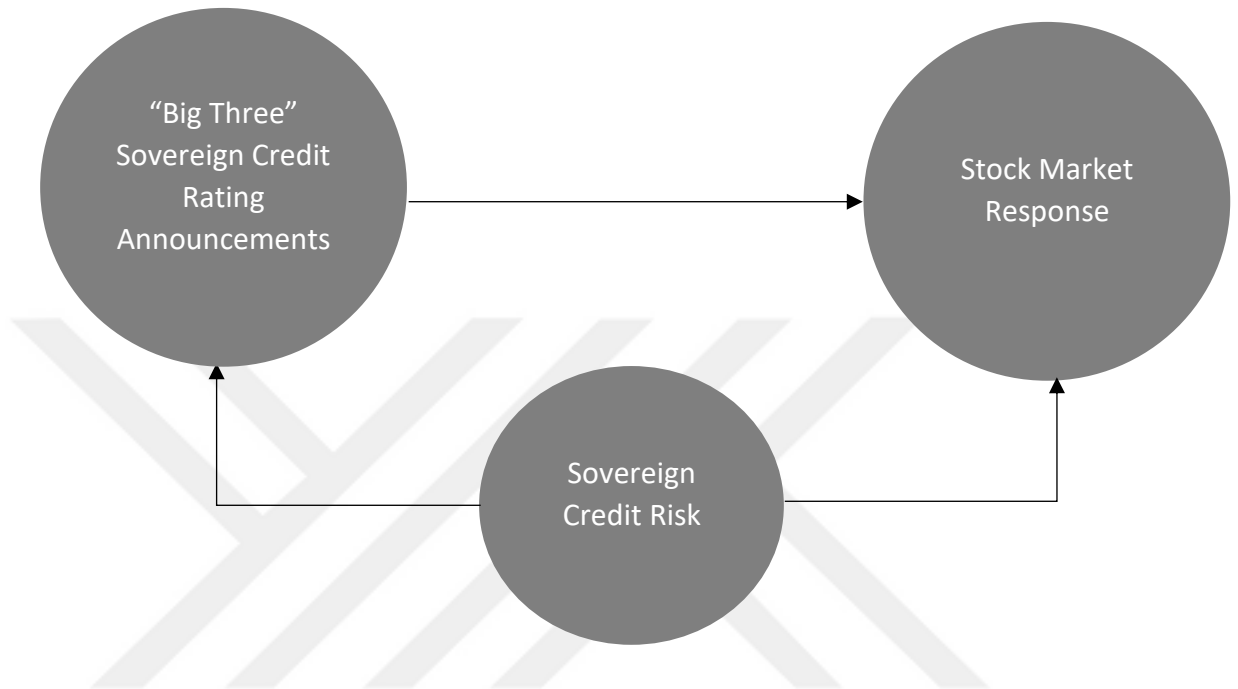 “Big Three”
Sovereign Credit
Rating
Announcements
Stock Market
Response
Sovereign
Credit Risk